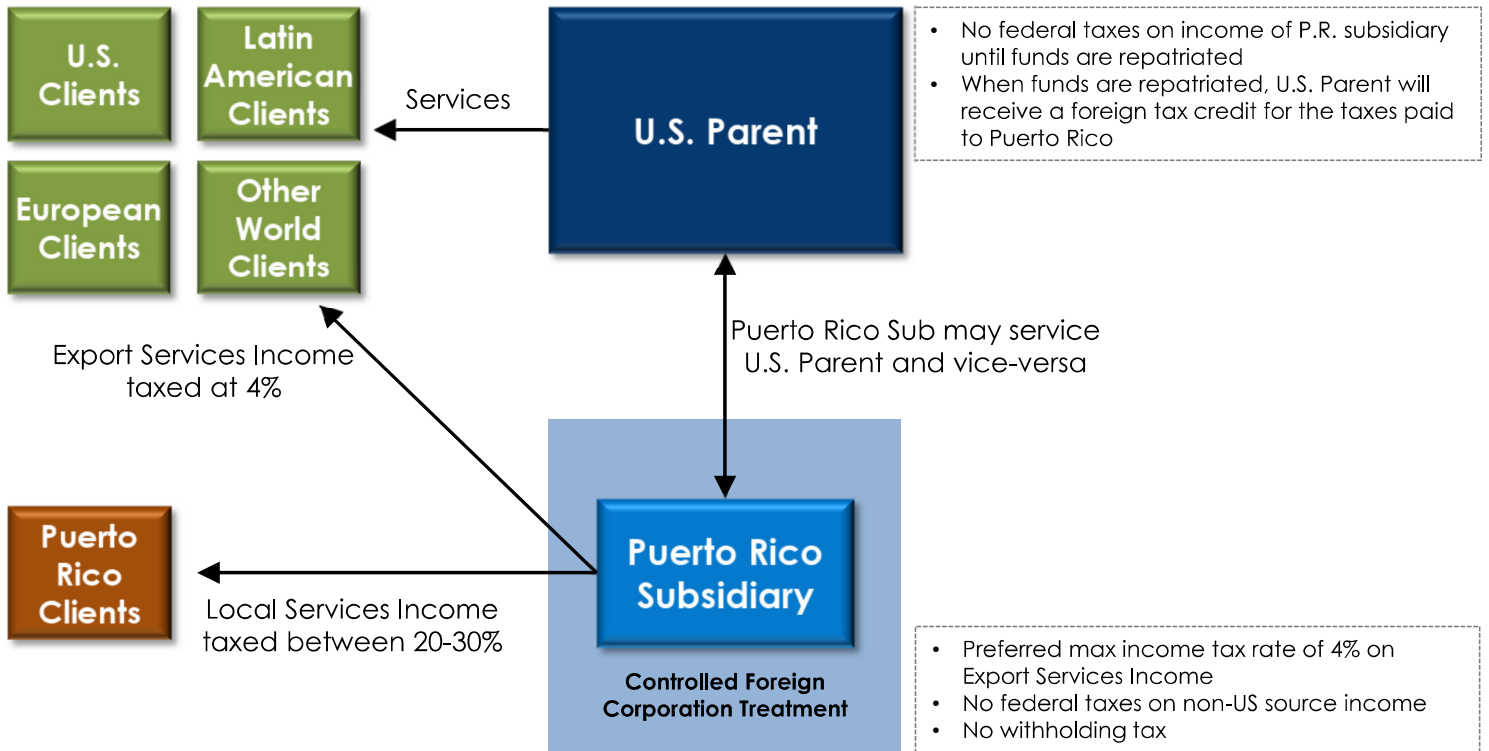 U.S.
Clients
Latin
American
Clients
European
Clients
Other
World
Clients
Services
U.S. Parent
• No federal taxes on income of P.R. subsidiary
until funds are repatriated
• When funds are repatriated, U.S. Parent will
receive a foreign tax credit for the taxes paid
to Puerto Rico
Export Services Income
taxed at 4%
Puerto Rico Sub may service
U.S. Parent and vice-versa
Puerto
Rico
Clients
Local Services Income
taxed between 20-30%
Puerto Rico
Subsidiary
Controlled Foreign
Corporation Treatment
• Preferred max income tax rate of 4% on
Export Services Income
• No federal taxes on non-US source income
• No withholding tax